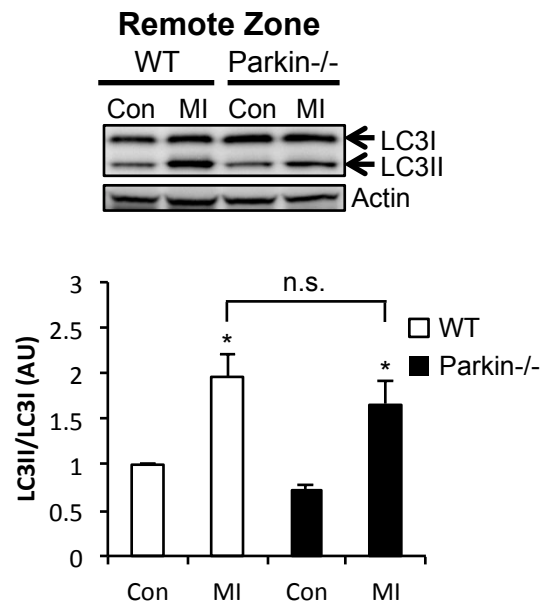 Remote Zone
WT Parkin-/-
Con MI Con MI
LC3I
LC3II
Actin
3
2.5
2
1.5
1
0.5
0
LC3II/LC3I (AU)
n.s.
* *
WT
Parkin-/-
Con MI Con MI